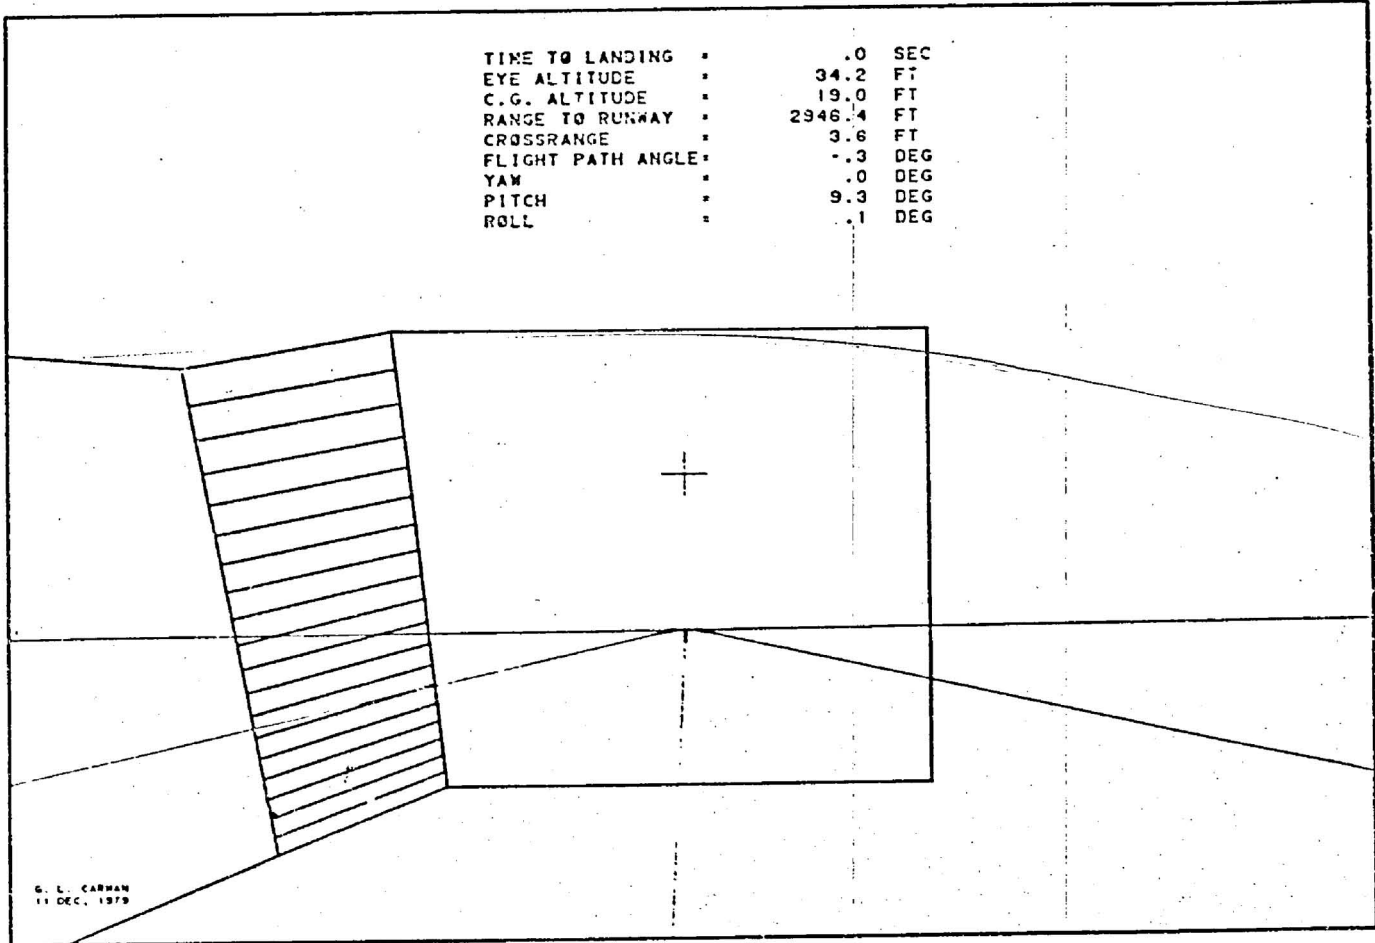 TIME TO LANDING = .0 SEC
EYE ALTITUDE = 34.2 FT
C.G. ALTITUDE = 19.0 FT
RANGE TO RUNWAY = 2946.4 FT
CROSSRANGE = 3.6 FT
FLIGHT PATH ANGLE= -.3 DEG
YAW = .0 DEG
PITCH = 9.3 DEG
ROLL = .1 DEG
G. L. CARMAN
11 DEC, 1979